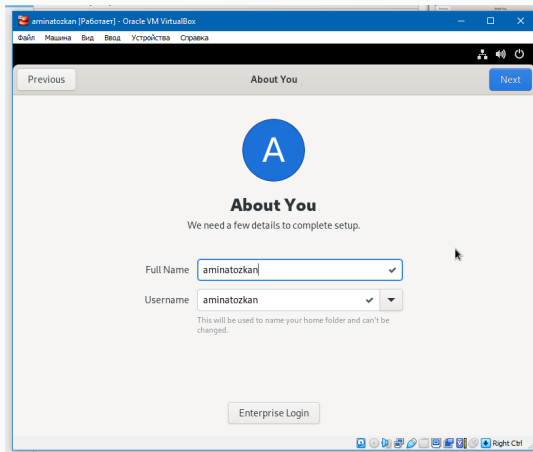 aminatozkan [Работает] - Oracle VM VirtualBox
Файл Машина Вид Ввод Устройства Справка
Previous About You Next
A
About You
We need a few details to complete setup.
Full Name aminatozkan
Username aminatozkan
This will be used to name your home folder and can't be
changed.
Enterprise Login
Right Ctrl